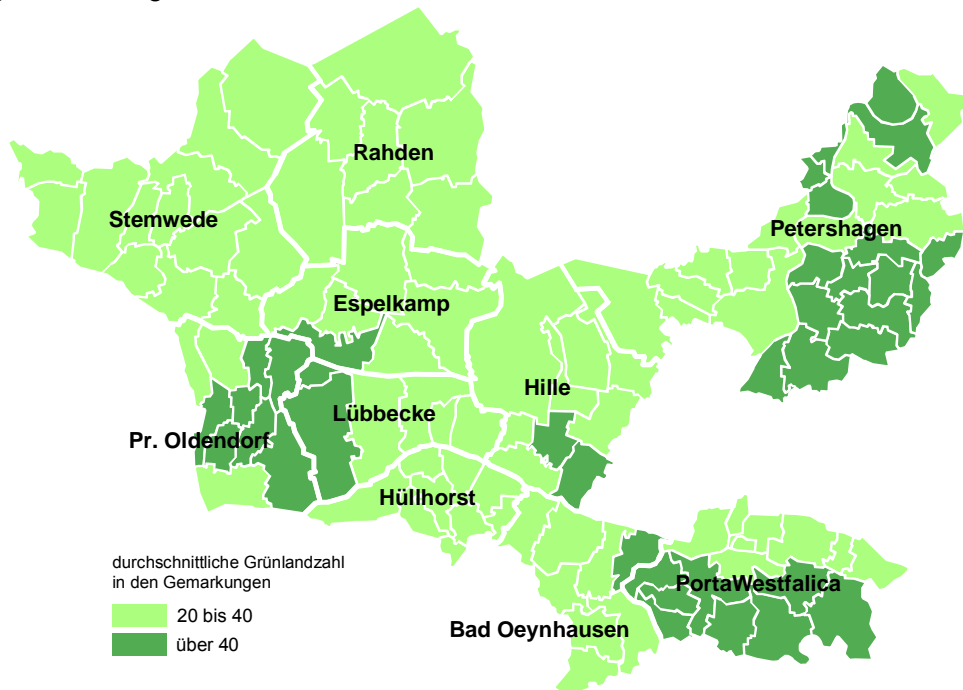 Rahden
Stemwede
Petershagen
Espelkamp
Hille
Lübbecke
Pr. Oldendorf
Hüllhorst
durchschnittliche Grünlandzahl
in den Gemarkungen
20 bis 40
über 40
PortaWestfalica
Bad Oeynhausen